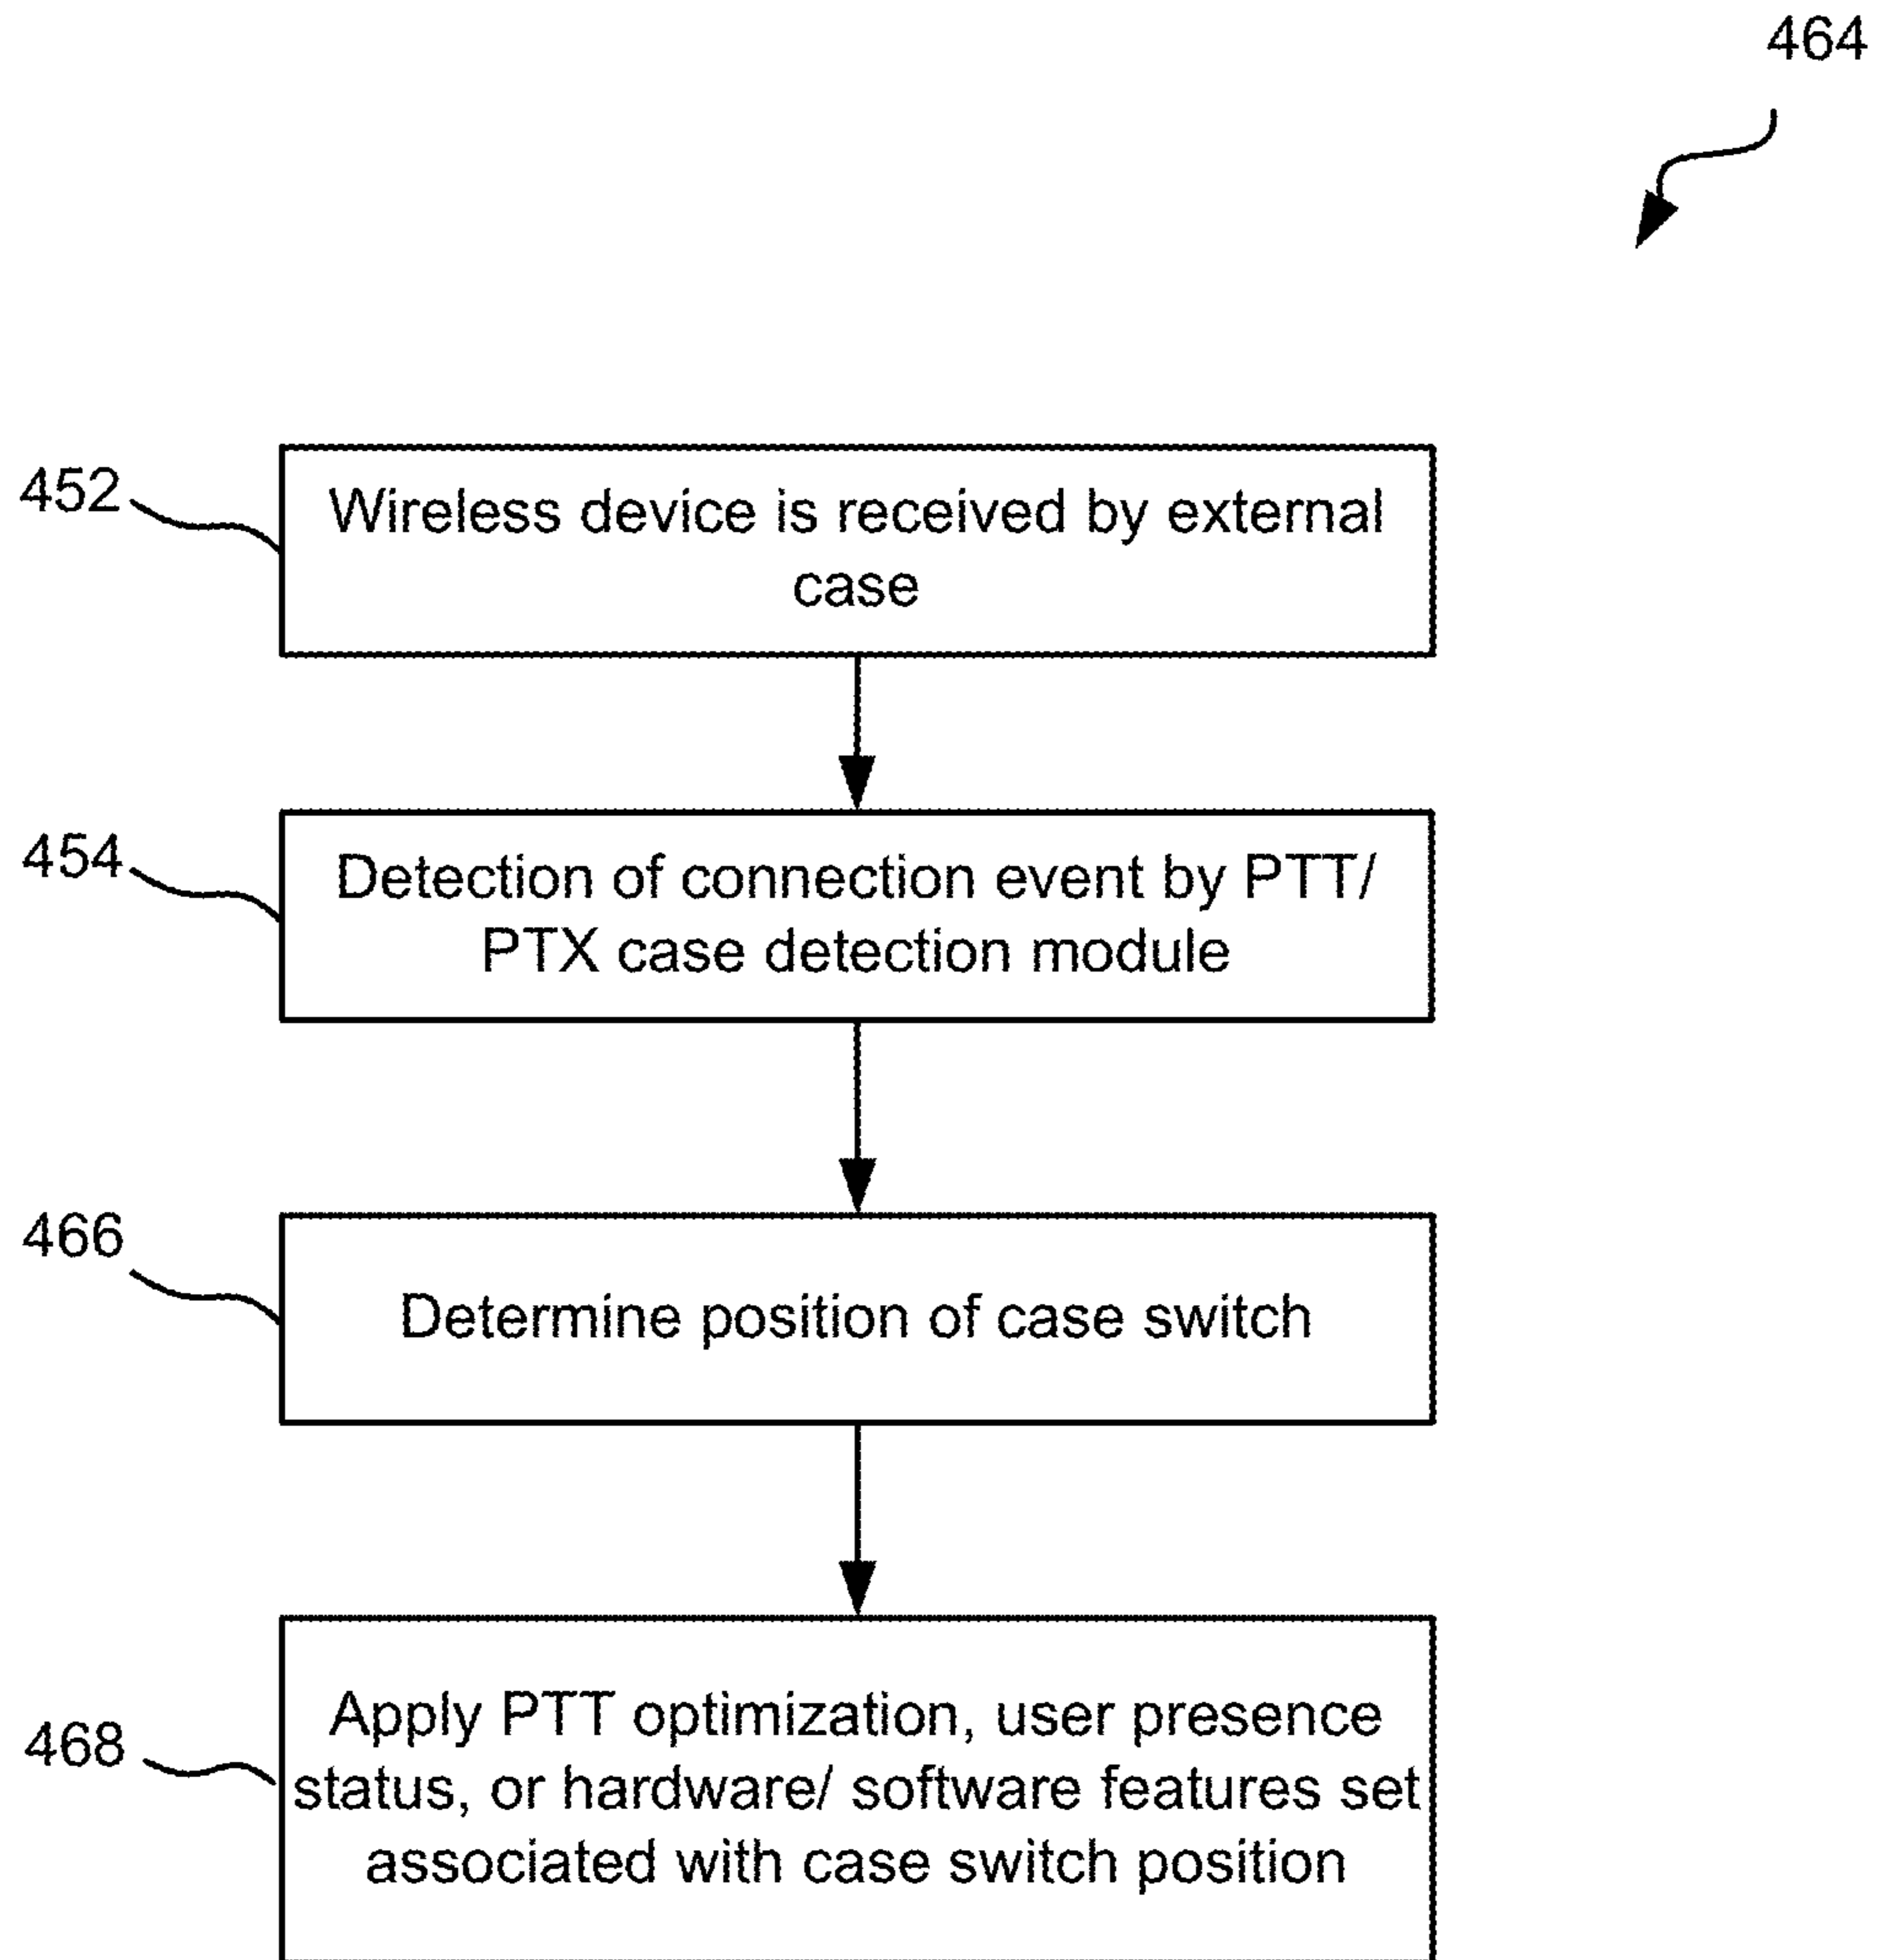 464
452
Wireless device is received by external
case
454
Detection of connection event by PTT/
PTX case detection module
466
Determine position of case switch
468
Apply PTT optimization, user presence
status, or hardware/ software features set
associated with case switch position